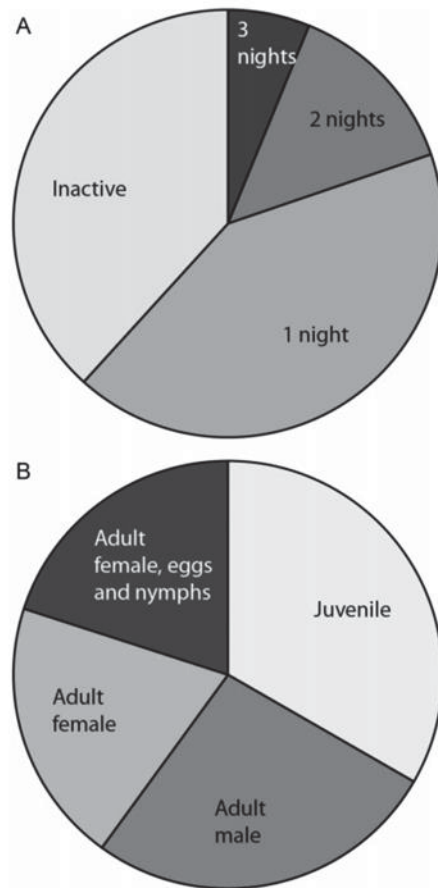 A
3
nights
2 nights
Inactive
1 night
B
Adult
female, eggs
and nymphs
Juvenile
Adult
female
Adult
male